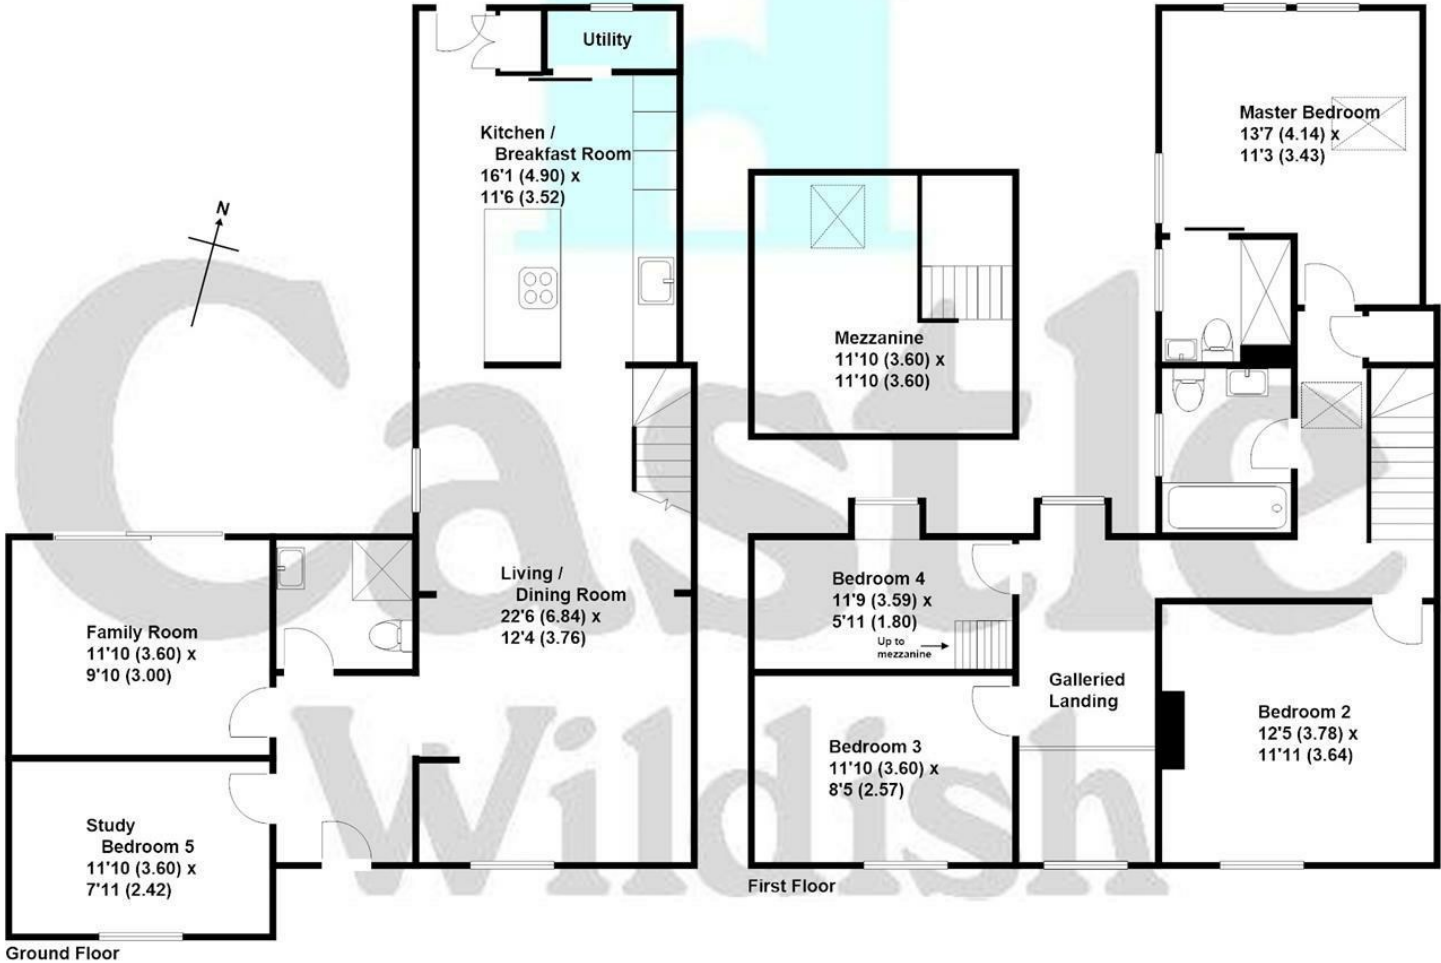 Utility
Kitchen /
Breakfast Room
16'1 (4.90) x
11'6 (3.52)
N
Living /
Dining Room
22'6 (6.84) x
12'4 (3.76)
Family Room
11'10 (3.60) x
9'10 (3.00)
Study
Bedroom 5
11'10 (3.60) x
7'11 (2.42)
Ground Floor
Mezzanine
11'10 (3.60) x
11'10 (3.60)
Master Bedroom
13'7 (4.14) x
11'3 (3.43)
Bedroom 4
11'9 (3.59) x
5'11 (1.80)
Up to
mezzanine
Galleried
Landing
Bedroom 3
11'10 (3.60) x
8'5 (2.57)
Bedroom 2
12'5 (3.78) x
11'11 (3.64)
First Floor
Castle
Wildish